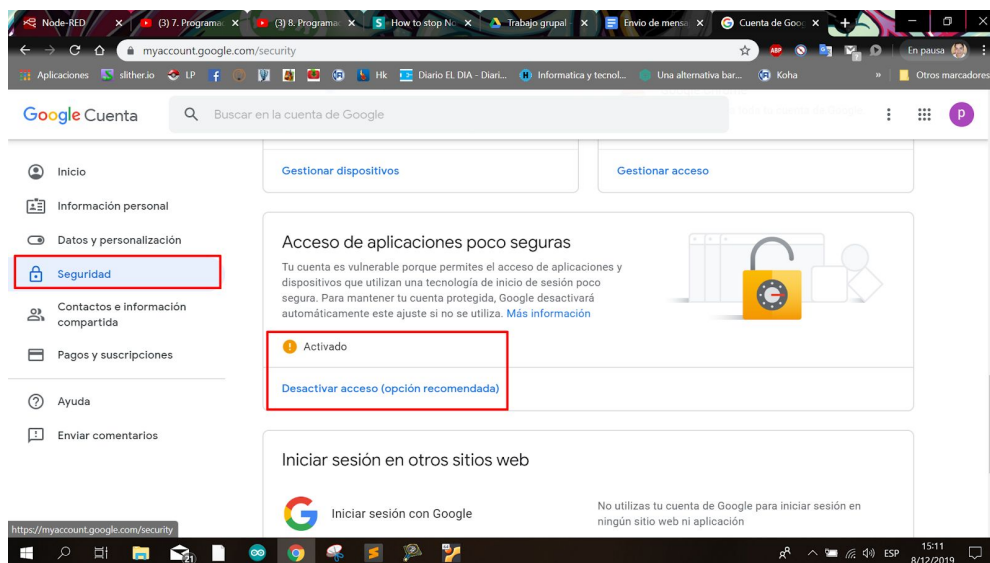 Node-RED
(3) 7. Programac
(3) 8. Programac
How to stop No
Trabajo grupal
Envio de mensa
Cuenta de Goog
myaccount.google.com/security
ABP
En pausa
Aplicaciones
slither.io
LP
Hk
Diario EL DIA - Diari...
Informatica y tecnol...
Una alternativa bar...
Koha
»
Otros marcadores
Google Cuenta
Buscar en la cuenta de Google
P
Inicio
Información personal
Datos y personalización
Seguridad
Contactos e información
compartida
Pagos y suscripciones
Ayuda
Enviar comentarios
Gestionar dispositivos
Gestionar acceso
Acceso de aplicaciones poco seguras
Tu cuenta es vulnerable porque permites el acceso de aplicaciones y
dispositivos que utilizan una tecnología de inicio de sesión poco
segura. Para mantener tu cuenta protegida, Google desactivará
automáticamente este ajuste si no se utiliza. Más información
Activado
Desactivar acceso (opción recomendada)
Iniciar sesión en otros sitios web
Iniciar sesión con Google
No utilizas tu cuenta de Google para iniciar sesión en
ningún sitio web ni aplicación
https://myaccount.google.com/security
21
ESP
15:11
8/12/2019